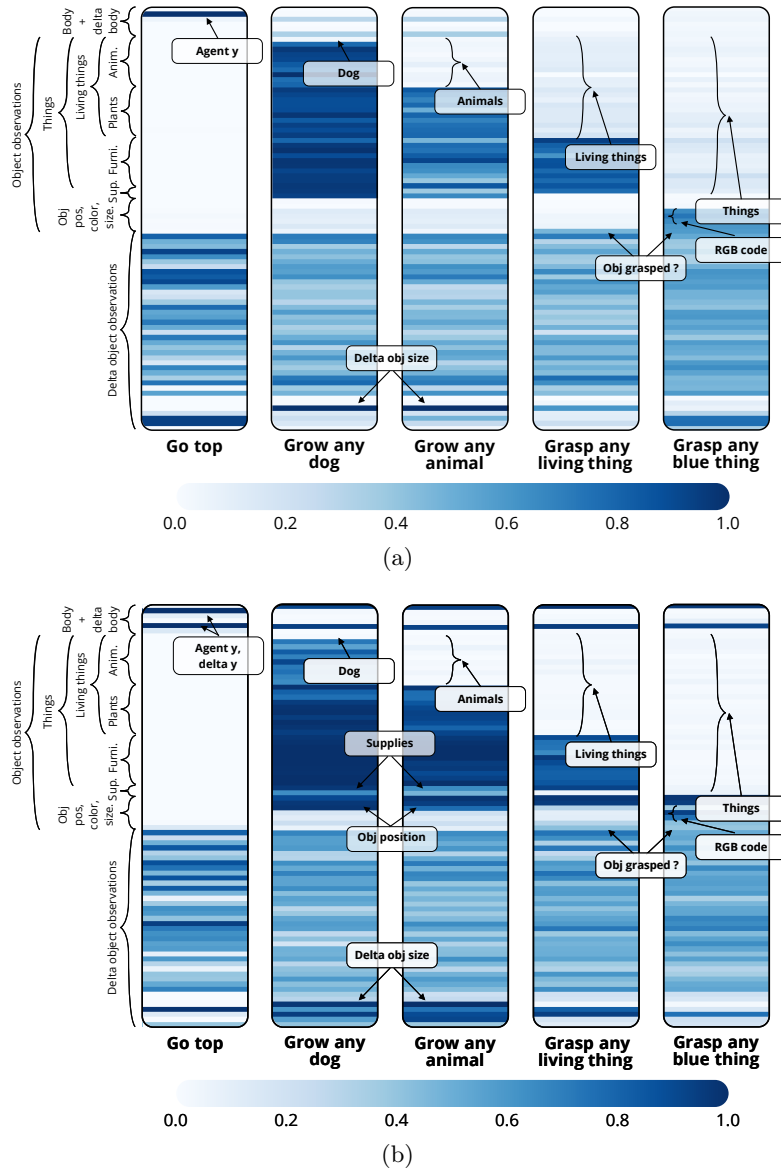 Body
+
delta
body
Agent y
Object observations
Things
Living things
Anim.
Plants
Furni.
Sup.
Obj
pos,
color,
size.
Delta object observations
Dog
Animals
Living things
Things
RGB code
Obj grasped ?
Delta obj size
Go top
Grow any
dog
Grow any
animal
Grasp any
living thing
Grasp any
blue thing
0.0 0.2 0.4 0.6 0.8 1.0
(a)
Body
+
delta
body
Agent y,
delta y
Object observations
Things
Living things
Anim.
Plants
Furni.
Sup.
Obj
pos,
color,
size.
Delta object observations
Dog
Animals
Supplies
Living things
Things
Obj position
RGB code
Obj grasped ?
Delta obj size
Go top
Grow any
dog
Grow any
animal
Grasp any
living thing
Grasp any
blue thing
0.0 0.2 0.4 0.6 0.8 1.0
(b)